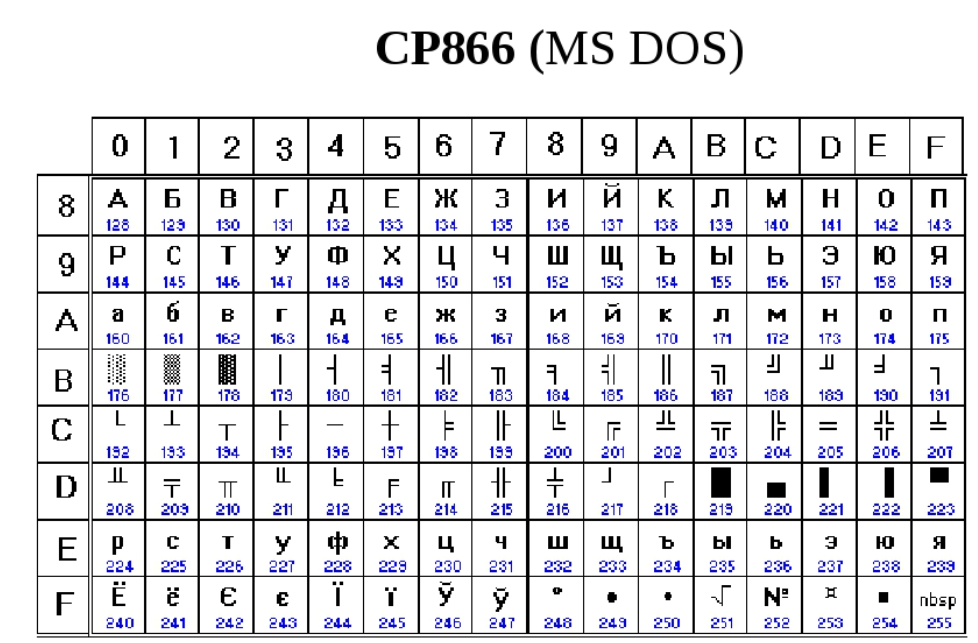 CP866 (MS DOS)
0 1 2 3 4 5 6 7 8 9 A B C D E F
8 А Б В Г Д Е Ж З И Й К Л М Н О П
128 129 130 131 132 133 134 135 136 137 138 139 140 141 142 143
9 Р С Т У Ф Х Ц Ч Ш Щ Ъ Ы Ь Э Ю Я
144 145 146 147 148 149 150 151 152 153 154 155 156 157 158 159
A а б в г д е ж з и й к л м н о п
160 161 162 163 164 165 166 167 168 169 170 171 172 173 174 175
B ░ ▒ ▓ │ ┤ ╡ ╢ ╖ ╕ ╣ ║ ╗ ╝ ╜ ╛ ┐
176 177 178 179 180 181 182 183 184 185 186 187 188 189 190 191
C └ ┴ ┬ ├ ─ ┼ ╞ ╟ ╚ ╔ ╩ ╦ ╠ ═ ╬ ╧
192 193 194 195 196 197 198 199 200 201 202 203 204 205 206 207
D ╨ ╤ ╥ ╙ ╘ ╒ ╓ ╫ ╪ ┘ ┌ █ ▄ ▌ ▐ ▀
208 209 210 211 212 213 214 215 216 217 218 219 220 221 222 223
E р с т у ф х ц ч ш щ ъ ы ь э ю я
224 225 226 227 228 229 230 231 232 233 234 235 236 237 238 239
F Ё ё Є є Ї ї Ў ў ° • · √ № ¤ ■ nbsp
240 241 242 243 244 245 246 247 248 249 250 251 252 253 254 255